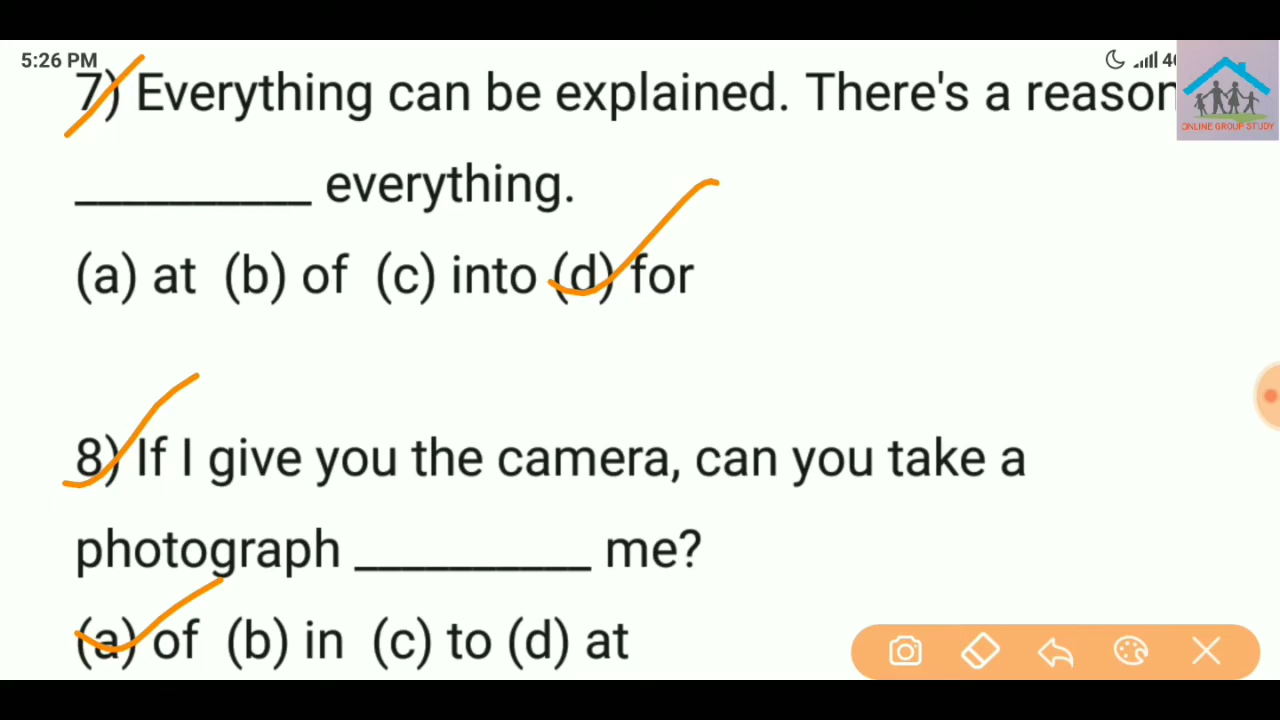 5:26 PM
7) Everything can be explained. There's a reason
__________ everything.
(a) at (b) of (c) into (d) for
8) If I give you the camera, can you take a
photograph __________ me?
(a) of (b) in (c) to (d) at
ONLINE GROUP STUDY